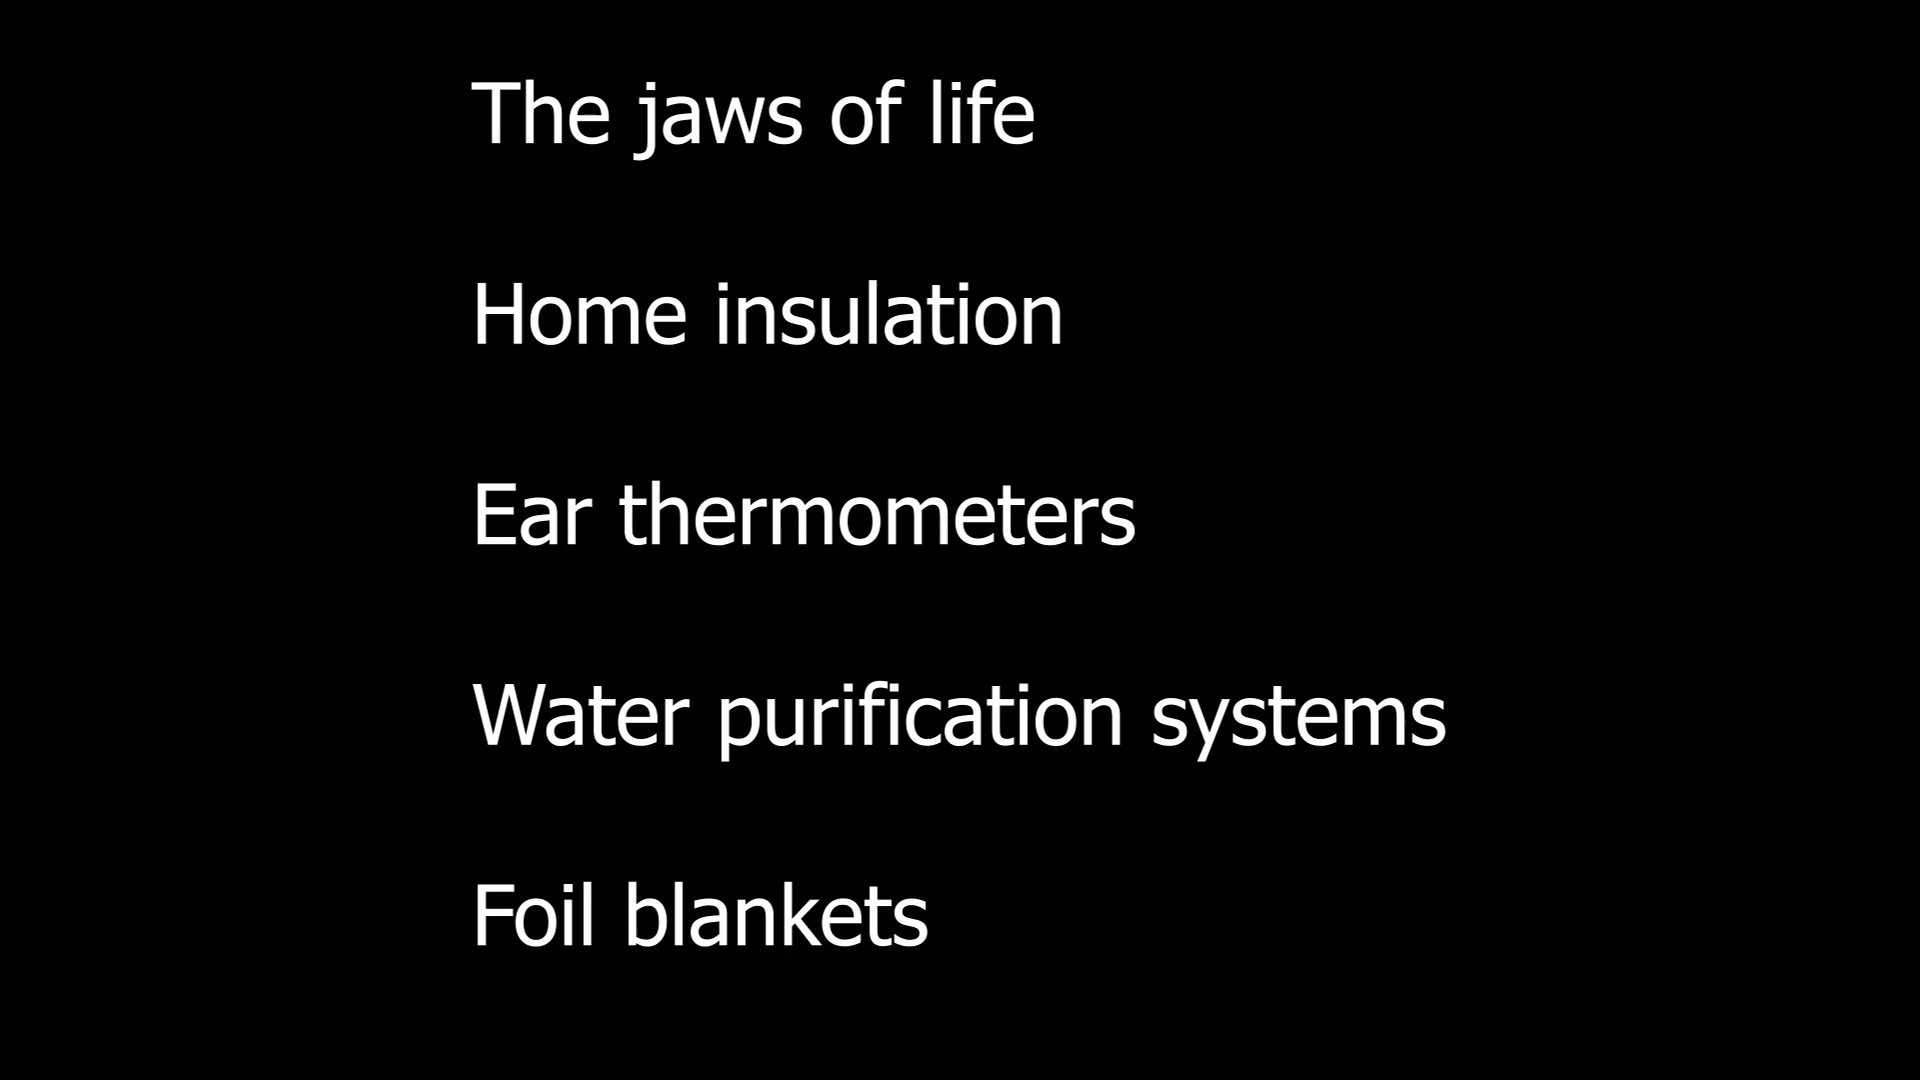 The jaws of life
Home insulation
Ear thermometers
Water purification systems
Foil blankets